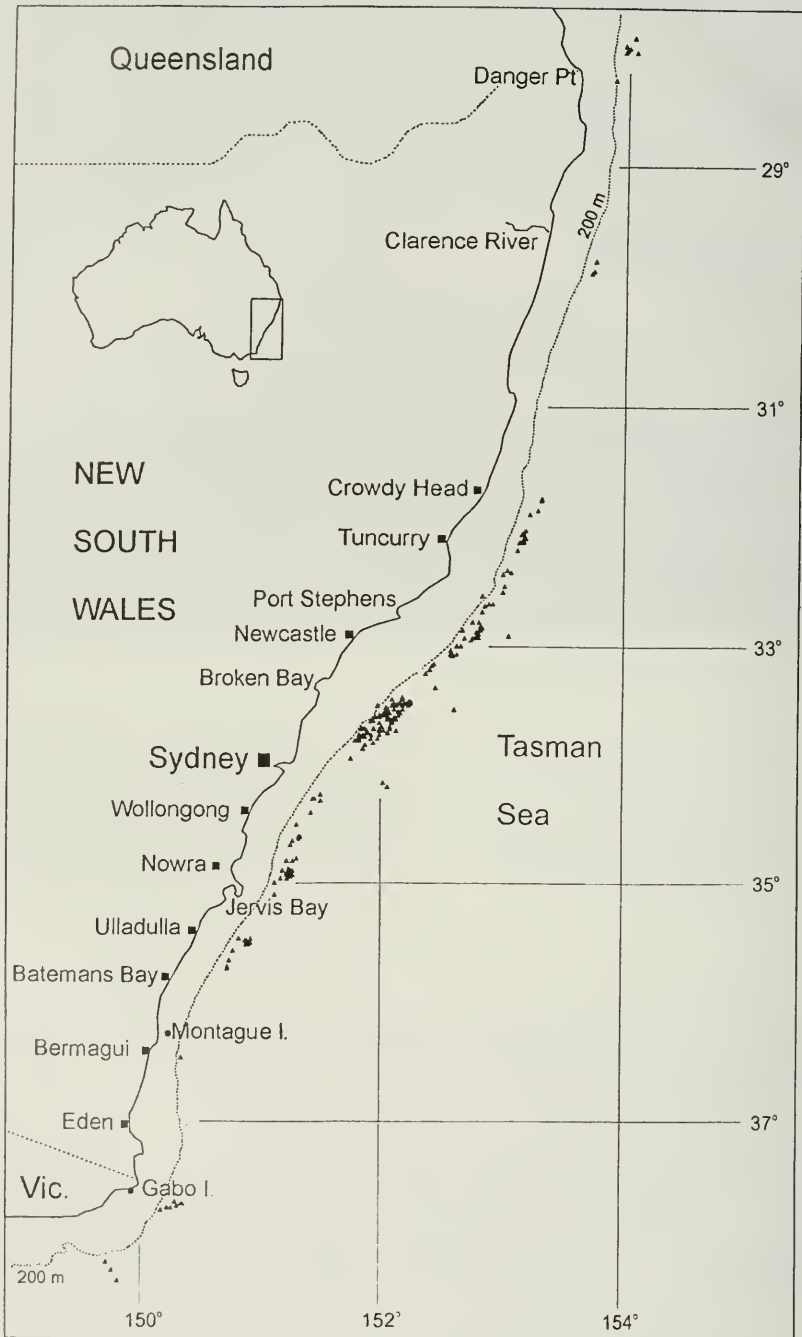 Queensland
Danger Pt
29°
200 m
Clarence River
31°
NEW
SOUTH
WALES
Crowdy Head
Tuncurry
Port Stephens
Newcastle
33°
Broken Bay
Sydney
Tasman
Sea
Wollongong
Nowra
35°
Jervis Bay
Ulladulla
Batemans Bay
Montague I.
Bermagui
Eden
37°
Vic.
Gabo I.
200 m
150°
152°
154°